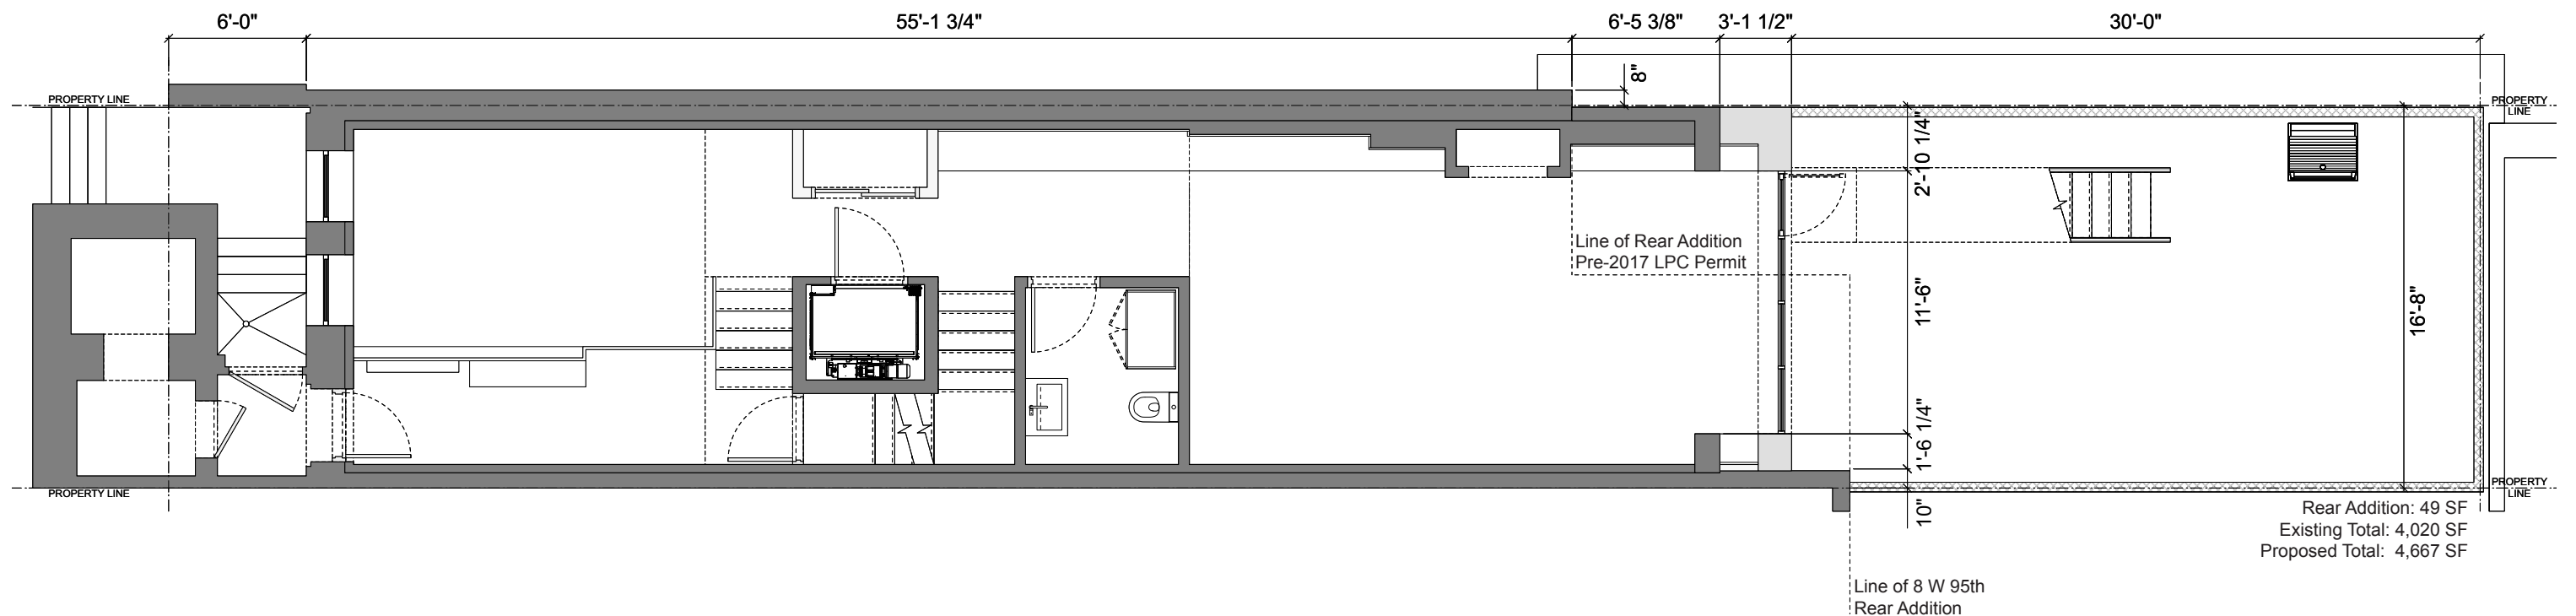 6'-0"
55'-1 3/4"
6'-5 3/8"
3'-1 1/2"
30'-0"
8"
PROPERTY LINE
PROPERTY
LINE
2'-10 1/4"
Line of Rear Addition
Pre-2017 LPC Permit
11'-6"
16'-8"
1'-6 1/4"
PROPERTY LINE
PROPERTY
LINE
10"
Rear Addition: 49 SF
Existing Total: 4,020 SF
Proposed Total: 4,667 SF
Line of 8 W 95th
Rear Addition